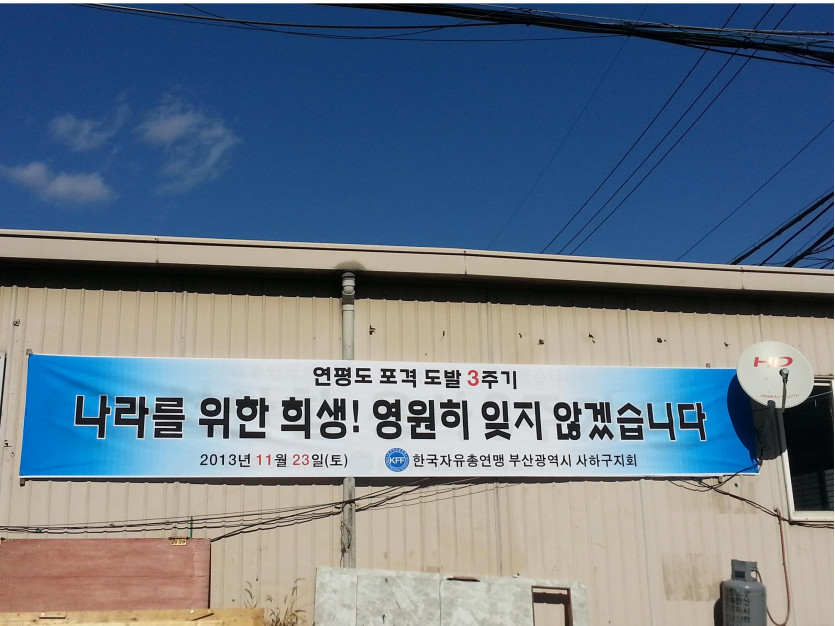 연평도 포격 도발 3주기
나라를 위한 희생! 영원히 잊지 않겠습니다
2013년 11월 23일(토) KFF 한국자유총연맹 부산광역시 사하구지회
HD